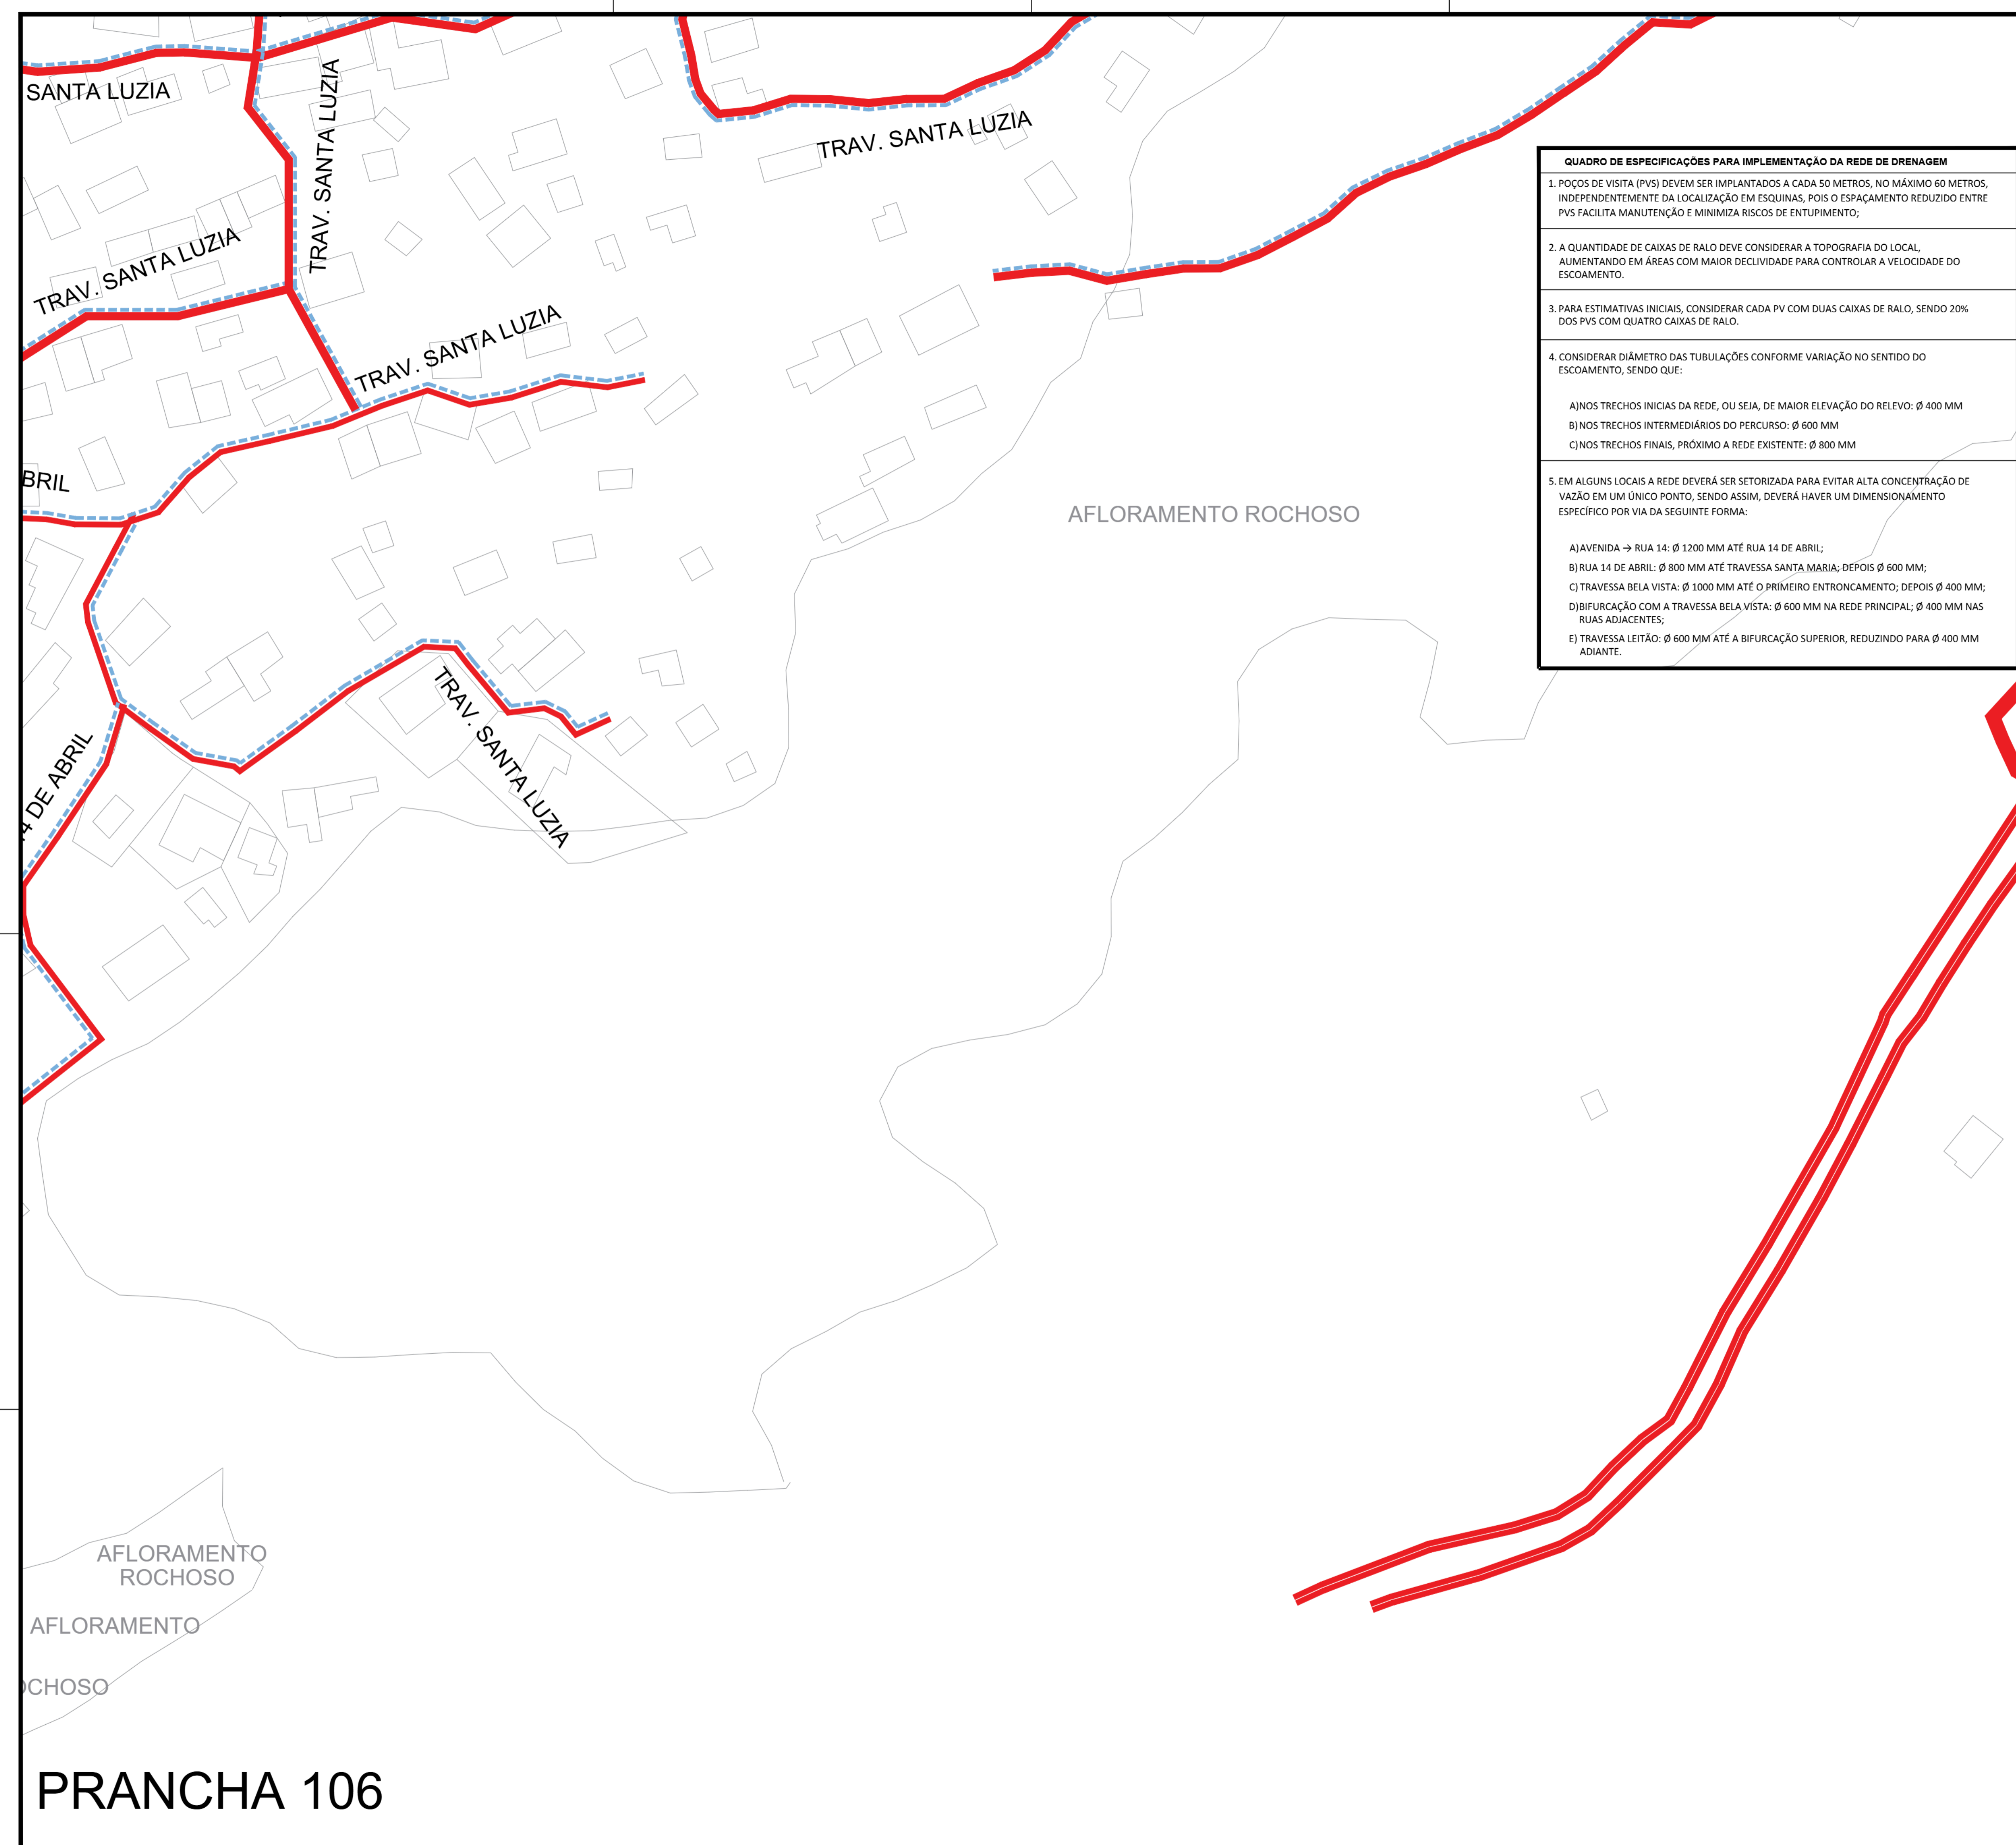 SANTA LUZIA
TRAV. SANTA LUZIA
TRAV. SANTA LUZIA
TRAV. SANTA LUZIA
TRAV. SANTA LUZIA
BRIL
TRAV. SANTA LUZIA
4 DE ABRIL
AFLORAMENTO ROCHOSO
QUADRO DE ESPECIFICAÇÕES PARA IMPLEMENTAÇÃO DA REDE DE DRENAGEM
1. POÇOS DE VISITA (PVS) DEVEM SER IMPLANTADOS A CADA 50 METROS, NO MÁXIMO 60 METROS,
INDEPENDENTEMENTE DA LOCALIZAÇÃO EM ESQUINAS, POIS O ESPAÇAMENTO REDUZIDO ENTRE
PVS FACILITA MANUTENÇÃO E MINIMIZA RISCOS DE ENTUPIMENTO;
2. A QUANTIDADE DE CAIXAS DE RALO DEVE CONSIDERAR A TOPOGRAFIA DO LOCAL,
AUMENTANDO EM ÁREAS COM MAIOR DECLIVIDADE PARA CONTROLAR A VELOCIDADE DO
ESCOAMENTO.
3. PARA ESTIMATIVAS INICIAIS, CONSIDERAR CADA PV COM DUAS CAIXAS DE RALO, SENDO 20%
DOS PVS COM QUATRO CAIXAS DE RALO.
4. CONSIDERAR DIÂMETRO DAS TUBULAÇÕES CONFORME VARIAÇÃO NO SENTIDO DO
ESCOAMENTO, SENDO QUE:
A)NOS TRECHOS INICIAS DA REDE, OU SEJA, DE MAIOR ELEVAÇÃO DO RELEVO: Ø 400 MM
B) NOS TRECHOS INTERMEDIÁRIOS DO PERCURSO: Ø 600 MM
C) NOS TRECHOS FINAIS, PRÓXIMO A REDE EXISTENTE: Ø 800 MM
5. EM ALGUNS LOCAIS A REDE DEVERÁ SER SETORIZADA PARA EVITAR ALTA CONCENTRAÇÃO DE
VAZÃO EM UM ÚNICO PONTO, SENDO ASSIM, DEVERÁ HAVER UM DIMENSIONAMENTO
ESPECÍFICO POR VIA DA SEGUINTE FORMA:
A) AVENIDA → RUA 14: Ø 1200 MM ATÉ RUA 14 DE ABRIL;
B) RUA 14 DE ABRIL: Ø 800 MM ATÉ TRAVESSA SANTA MARIA; DEPOIS Ø 600 MM;
C) TRAVESSA BELA VISTA: Ø 1000 MM ATÉ O PRIMEIRO ENTRONCAMENTO; DEPOIS Ø 400 MM;
D)BIFURCAÇÃO COM A TRAVESSA BELA VISTA: Ø 600 MM NA REDE PRINCIPAL; Ø 400 MM NAS
RUAS ADJACENTES;
E) TRAVESSA LEITÃO: Ø 600 MM ATÉ A BIFURCAÇÃO SUPERIOR, REDUZINDO PARA Ø 400 MM
ADIANTE.
AFLORAMENTO
ROCHOSO
AFLORAMENTO
OCHOSO
PRANCHA 106